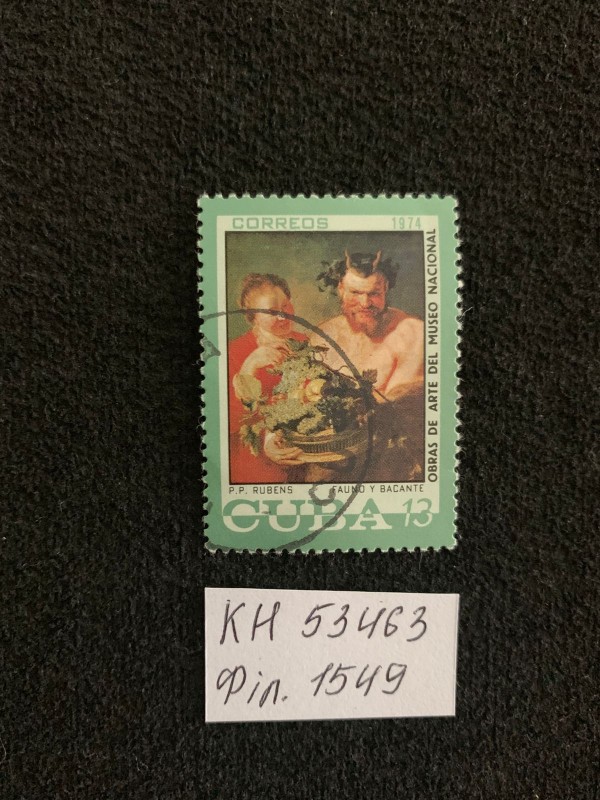 CORREOS 1974
OBRAS DE ARTE DEL MUSEO NACIONAL
P.P. RUBENS FAUNO Y BACANTE
CUBA 13
КН 53463
Філ. 1549